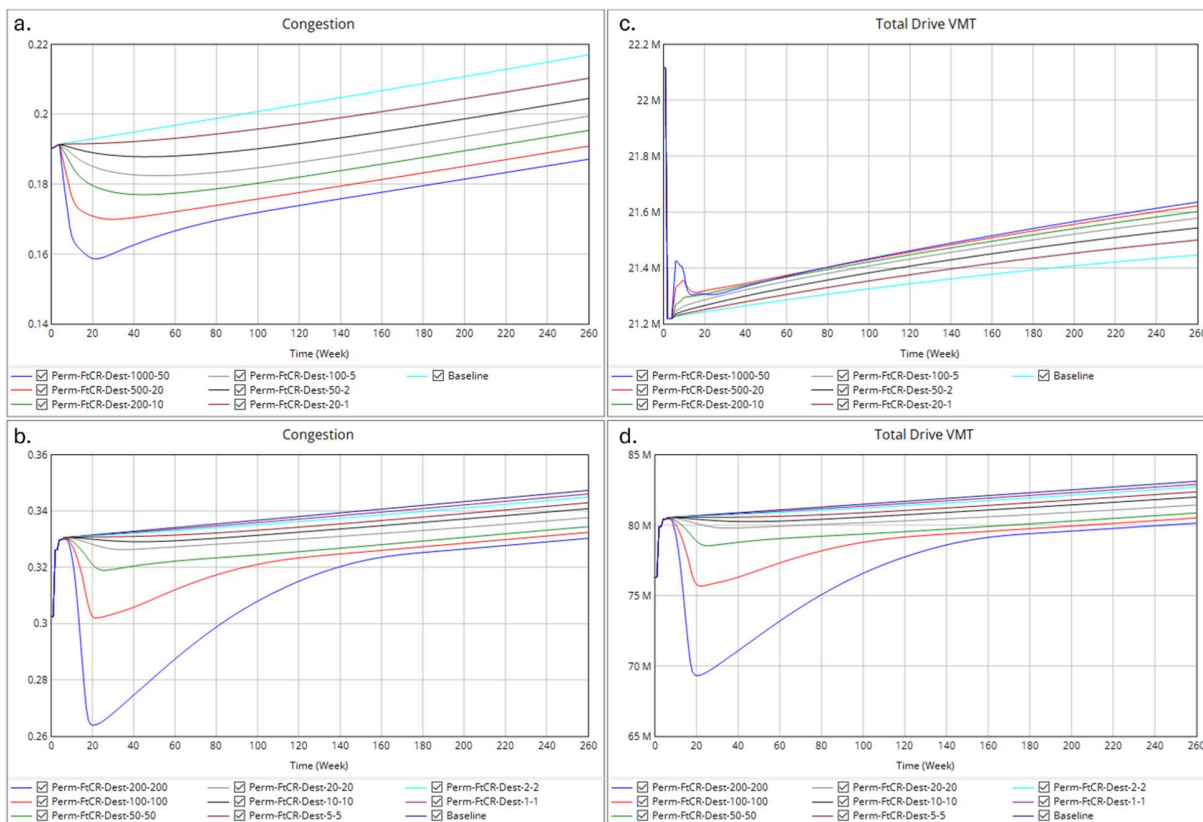 a.
Congestion
0.22
0.2
0.18
0.16
0.14
0 20 40 60 80 100 120 140 160 180 200 220 240 260
Time (Week)
Perm-FtCR-Dest-1000-50 Perm-FtCR-Dest-100-5 Baseline
Perm-FtCR-Dest-500-20 Perm-FtCR-Dest-50-2
Perm-FtCR-Dest-200-10 Perm-FtCR-Dest-20-1
c.
Total Drive VMT
22.2 M
22 M
21.8 M
21.6 M
21.4 M
21.2 M
0 20 40 60 80 100 120 140 160 180 200 220 240 260
Time (Week)
Perm-FtCR-Dest-1000-50 Perm-FtCR-Dest-100-5 Baseline
Perm-FtCR-Dest-500-20 Perm-FtCR-Dest-50-2
Perm-FtCR-Dest-200-10 Perm-FtCR-Dest-20-1
b.
Congestion
0.36
0.34
0.32
0.3
0.28
0.26
0 20 40 60 80 100 120 140 160 180 200 220 240 260
Time (Week)
Perm-FtCR-Dest-200-200 Perm-FtCR-Dest-20-20 Perm-FtCR-Dest-2-2
Perm-FtCR-Dest-100-100 Perm-FtCR-Dest-10-10 Perm-FtCR-Dest-1-1
Perm-FtCR-Dest-50-50 Perm-FtCR-Dest-5-5 Baseline
d.
Total Drive VMT
85 M
80 M
75 M
70 M
65 M
0 20 40 60 80 100 120 140 160 180 200 220 240 260
Time (Week)
Perm-FtCR-Dest-200-200 Perm-FtCR-Dest-20-20 Perm-FtCR-Dest-2-2
Perm-FtCR-Dest-100-100 Perm-FtCR-Dest-10-10 Perm-FtCR-Dest-1-1
Perm-FtCR-Dest-50-50 Perm-FtCR-Dest-5-5 Baseline